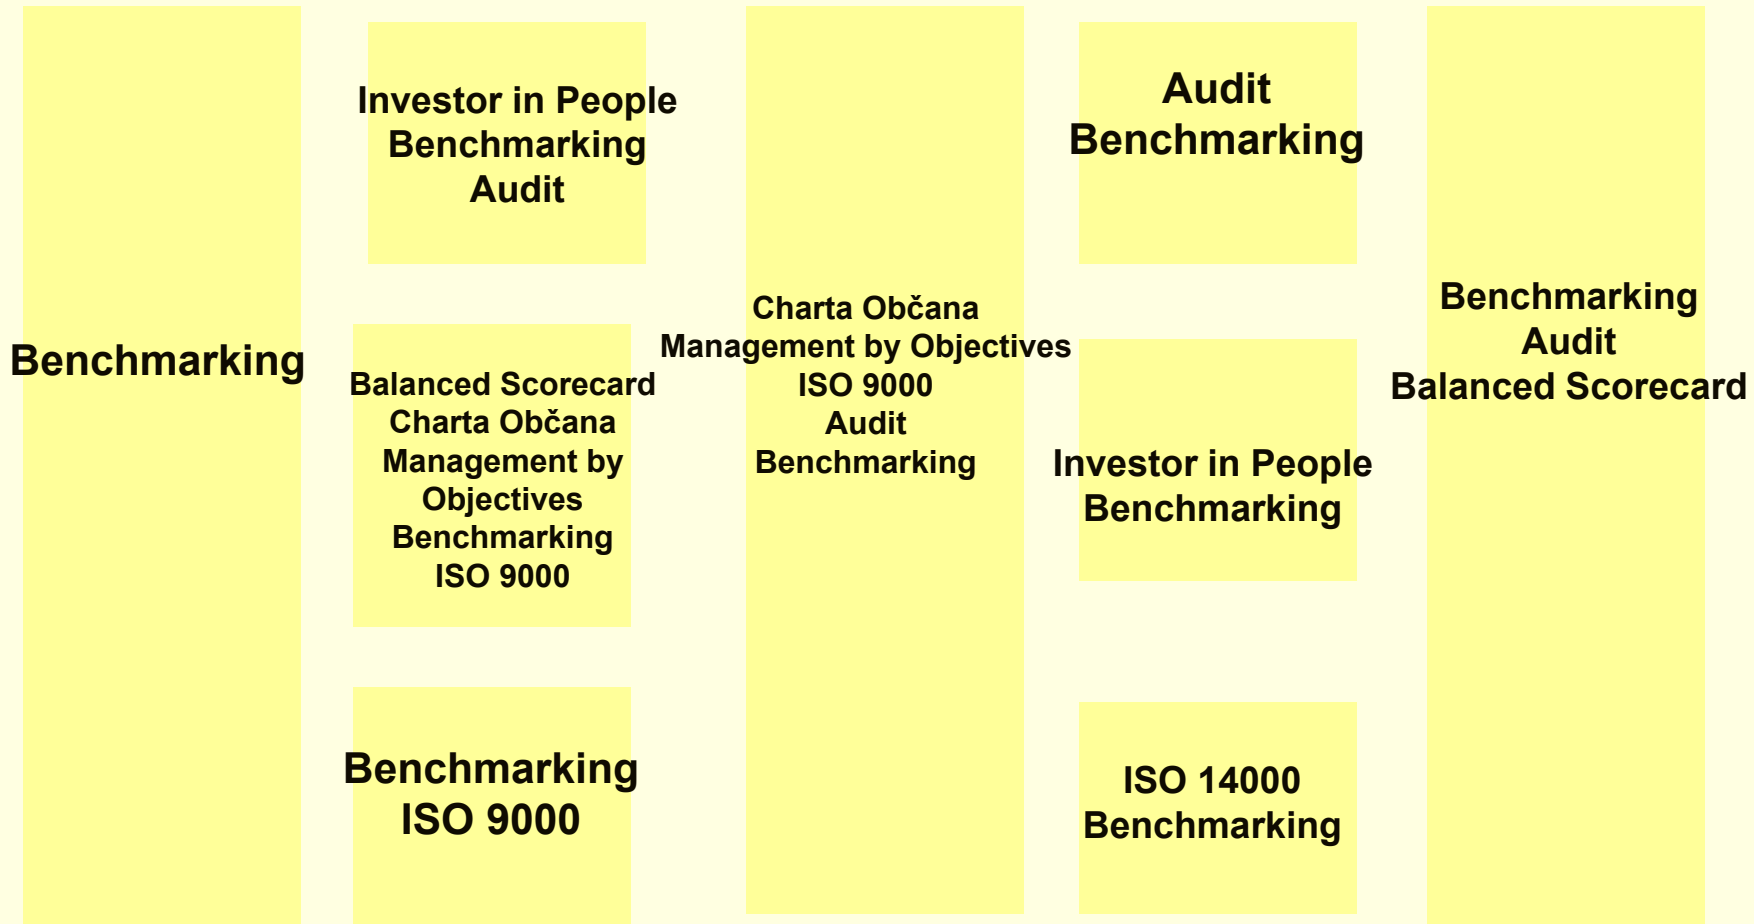 Benchmarking
Investor in People
Benchmarking
Audit
Balanced Scorecard
Charta Občana
Management by
Objectives
Benchmarking
ISO 9000
Benchmarking
ISO 9000
Charta Občana
Management by Objectives
ISO 9000
Audit
Benchmarking
Audit
Benchmarking
Investor in People
Benchmarking
ISO 14000
Benchmarking
Benchmarking
Audit
Balanced Scorecard